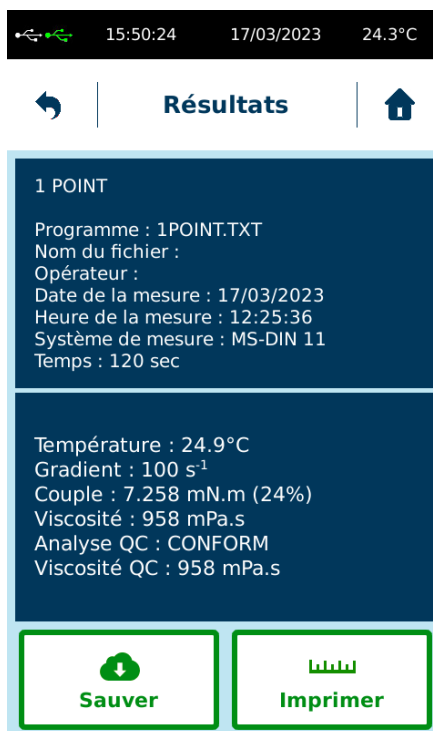 15:50:24 17/03/2023 24.3°C
Résultats
1 POINT
Programme : 1POINT.TXT
Nom du fichier :
Opérateur :
Date de la mesure : 17/03/2023
Heure de la mesure : 12:25:36
Système de mesure : MS-DIN 11
Temps : 120 sec
Température : 24.9°C
Gradient : 100 s⁻¹
Couple : 7.258 mN.m (24%)
Viscosité : 958 mPa.s
Analyse QC : CONFORM
Viscosité QC : 958 mPa.s
Sauver Imprimer